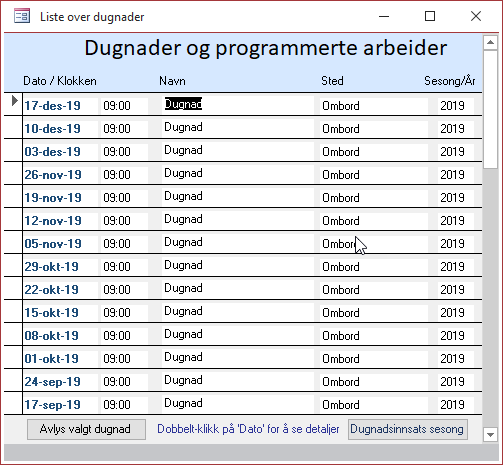 Liste over dugnader
Dugnader og programmerte arbeider
Dato / Klokken Navn Sted Sesong/År
17-des-19 09:00 Dugnad Ombord 2019
10-des-19 09:00 Dugnad Ombord 2019
03-des-19 09:00 Dugnad Ombord 2019
26-nov-19 09:00 Dugnad Ombord 2019
19-nov-19 09:00 Dugnad Ombord 2019
12-nov-19 09:00 Dugnad Ombord 2019
05-nov-19 09:00 Dugnad Ombord 2019
29-okt-19 09:00 Dugnad Ombord 2019
22-okt-19 09:00 Dugnad Ombord 2019
15-okt-19 09:00 Dugnad Ombord 2019
08-okt-19 09:00 Dugnad Ombord 2019
01-okt-19 09:00 Dugnad Ombord 2019
24-sep-19 09:00 Dugnad Ombord 2019
17-sep-19 09:00 Dugnad Ombord 2019
Avlys valgt dugnad Dobbelt-klikk på 'Dato' for å se detaljer Dugnadsinnsats sesong